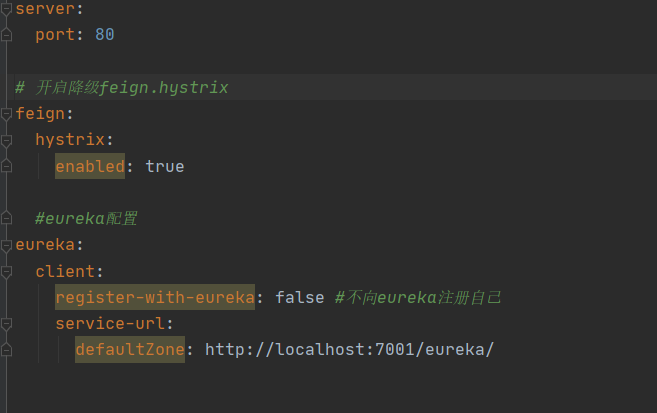 server:
  port: 80
# 开启降级feign.hystrix
feign:
  hystrix:
    enabled: true
  #eureka配置
eureka:
  client:
    register-with-eureka: false #不向eureka注册自己
    service-url:
      defaultZone: http://localhost:7001/eureka/